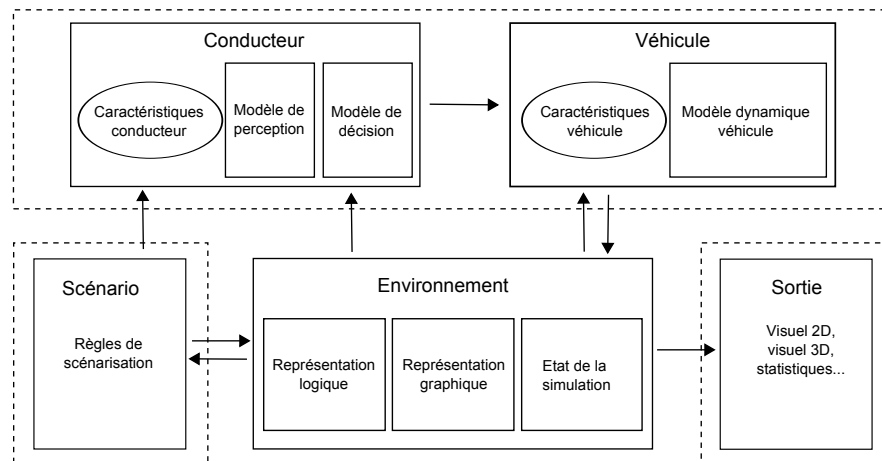 Conducteur
Caractéristiques
conducteur
Modèle de
perception
Modèle de
décision
Véhicule
Caractéristiques
véhicule
Modèle dynamique
véhicule
Scénario
Règles de
scénarisation
Environnement
Représentation
logique
Représentation
graphique
Etat de la
simulation
Sortie
Visuel 2D,
visuel 3D,
statistiques...